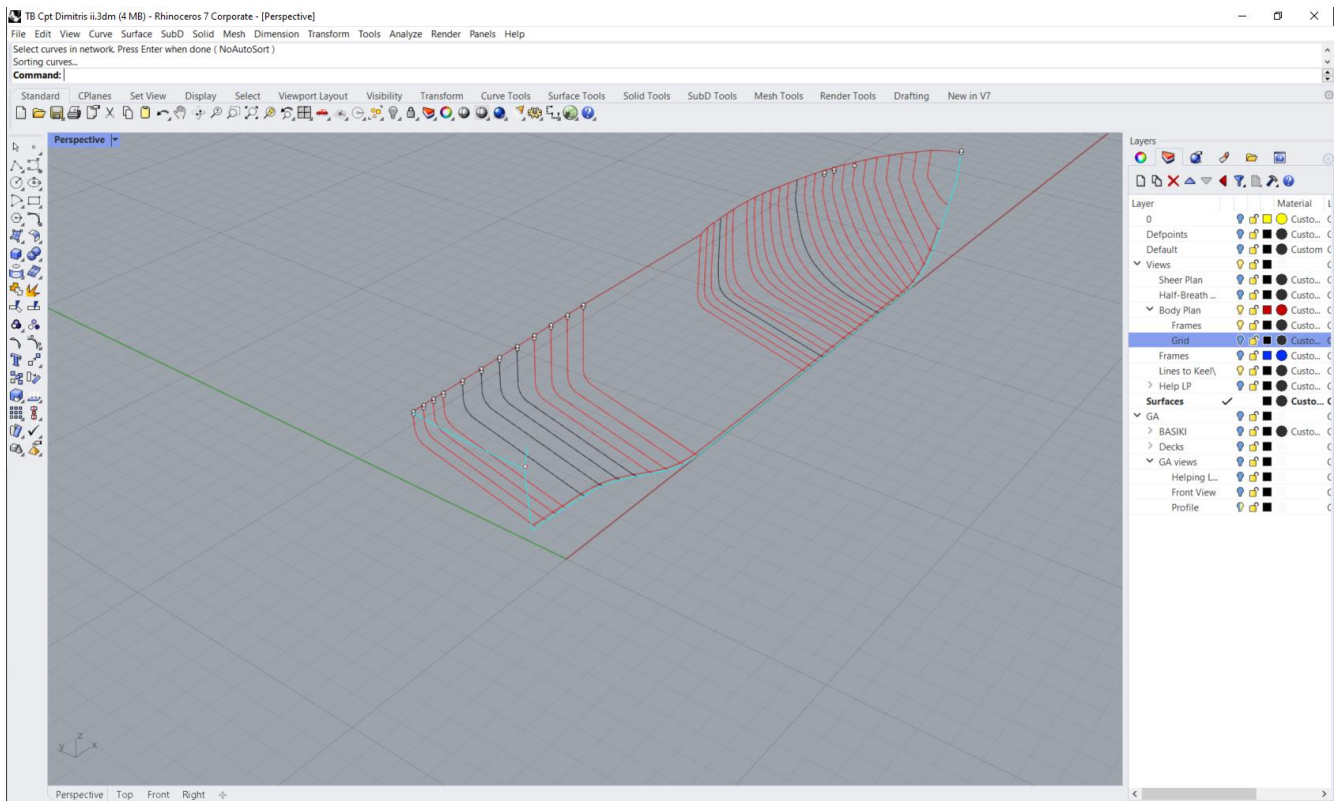 TB Cpt Dimitris ii.3dm (4 MB) - Rhinoceros 7 Corporate - [Perspective]
File Edit View Curve Surface SubD Solid Mesh Dimension Transform Tools Analyze Render Panels Help
Select curves in network. Press Enter when done ( NoAutoSort )
Sorting curves...
Command:
Standard CPlanes Set View Display Select Viewport Layout Visibility Transform Curve Tools Surface Tools Solid Tools SubD Tools Mesh Tools Render Tools Drafting New in V7
Perspective
Layers
Layer Material L
0 Custo... C
Defpoints Custo... C
Default Custom C
Views C
Sheer Plan Custo... C
Half-Breath ... Custo... C
Body Plan Custo... C
Frames Custo... C
Grid Custo... C
Frames Custo... C
Lines to Keel\ Custo... C
Help LP Custo... C
Surfaces Custo... C
GA C
BASIKI Custo... C
Decks C
GA views C
Helping L... C
Front View C
Profile C
z
y x
Perspective Top Front Right